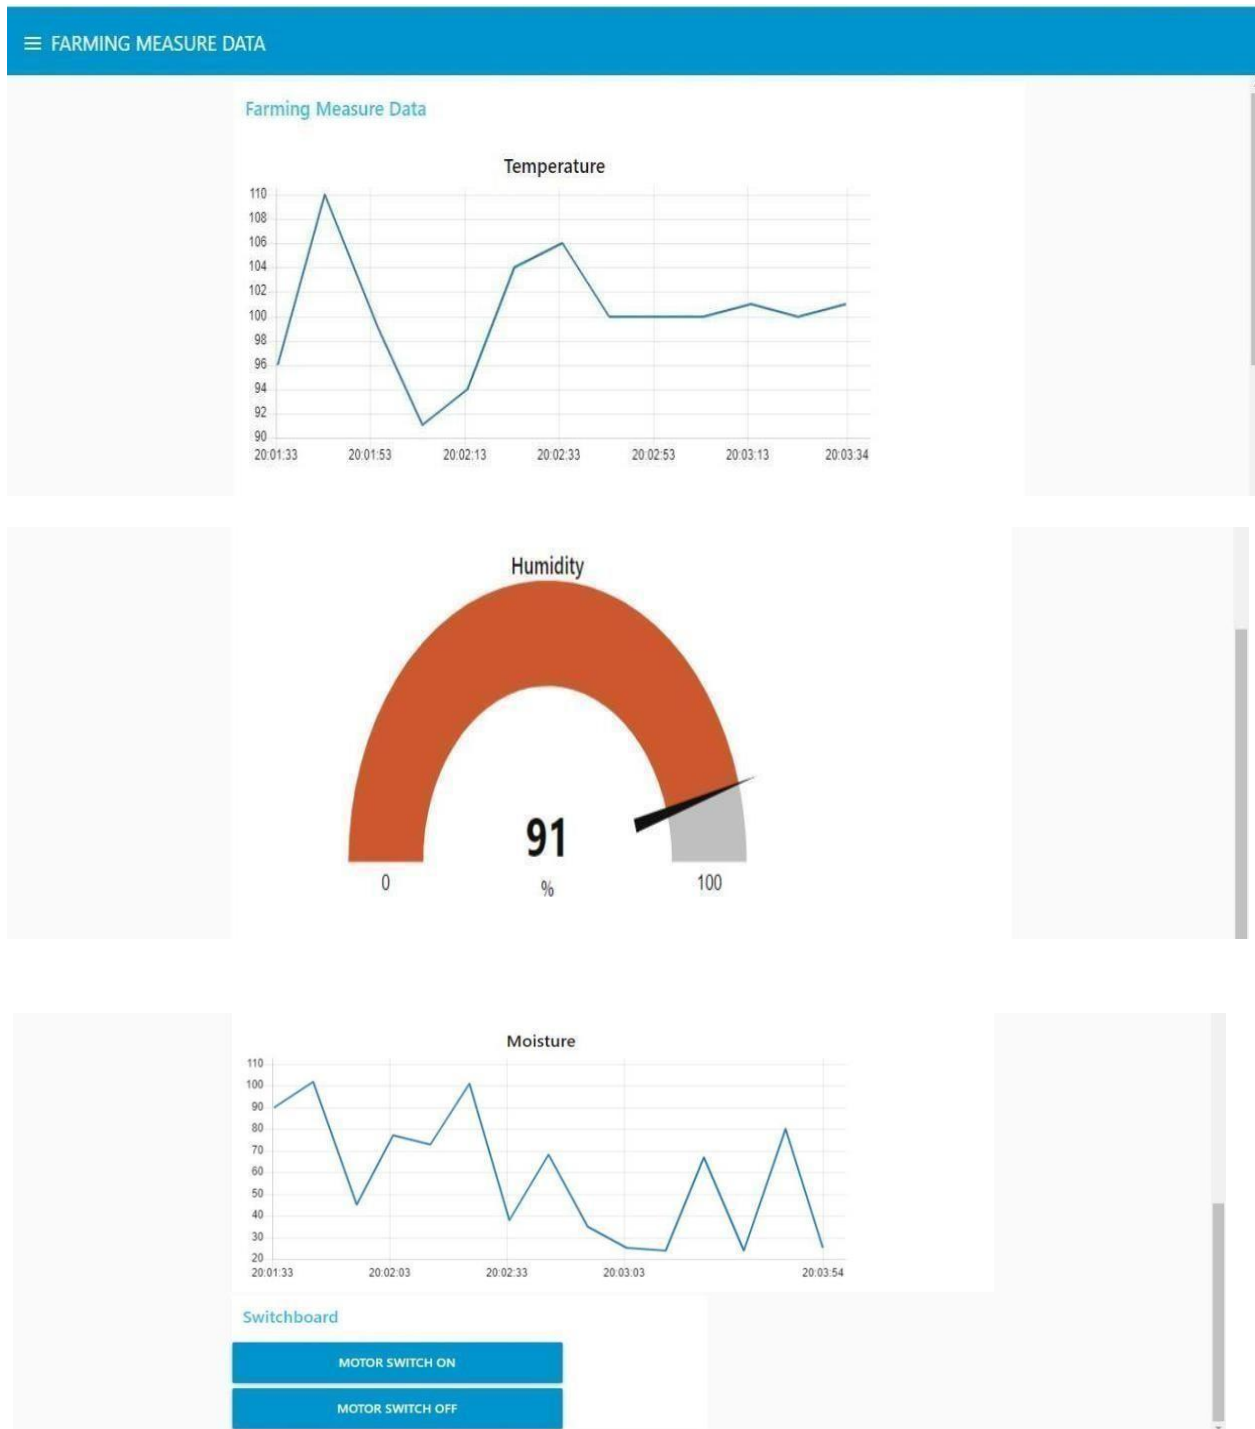 ☰ FARMING MEASURE DATA
Farming Measure Data
Temperature
110
108
106
104
102
100
98
96
94
92
90
20:01:33 20:01:53 20:02:13 20:02:33 20:02:53 20:03:13 20:03:34
Humidity
91
0 % 100
Moisture
110
100
90
80
70
60
50
40
30
20
20:01:33 20:02:03 20:02:33 20:03:03 20:03:54
Switchboard
MOTOR SWITCH ON
MOTOR SWITCH OFF